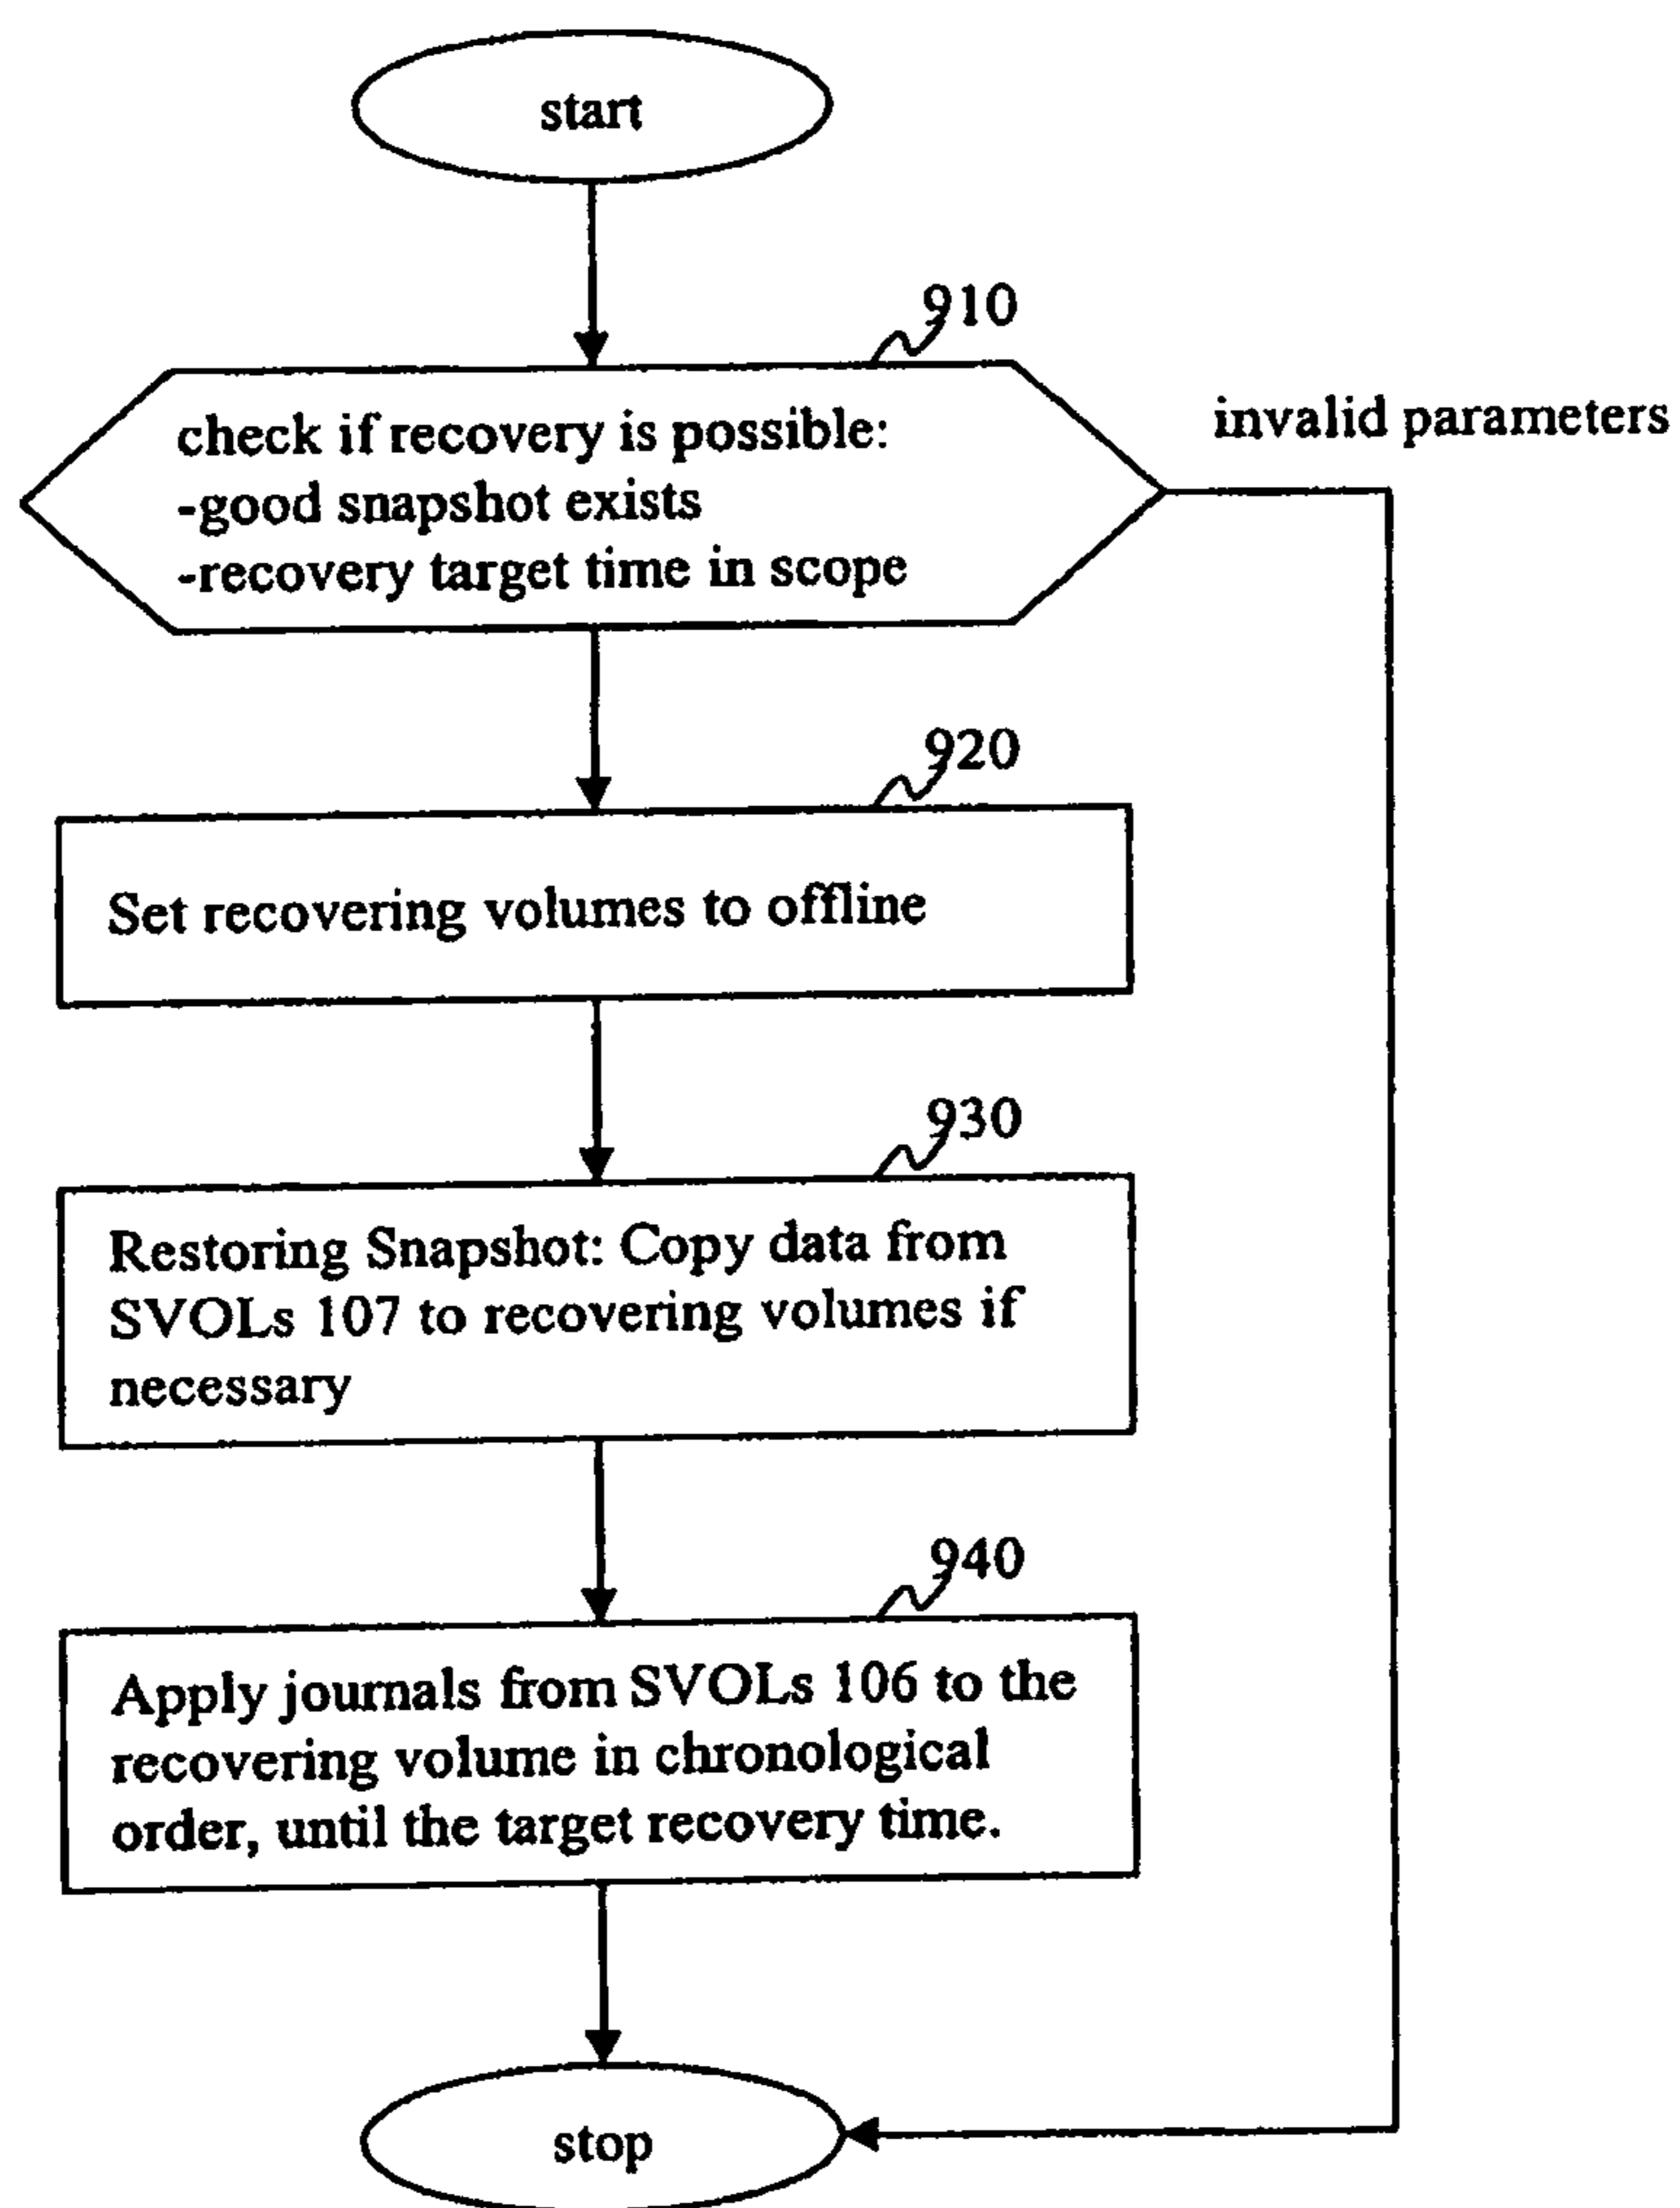 start
910
check if recovery is possible:
-good snapshot exists
-recovery target time in scope
invalid parameters
920
Set recovering volumes to offline
930
Restoring Snapshot: Copy data from
SVOLs 107 to recovering volumes if
necessary
940
Apply journals from SVOLs 106 to the
recovering volume in chronological
order, until the target recovery time.
stop